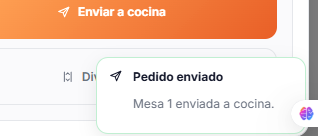 Enviar a cocina
Pedido enviado
Mesa 1 enviada a cocina.